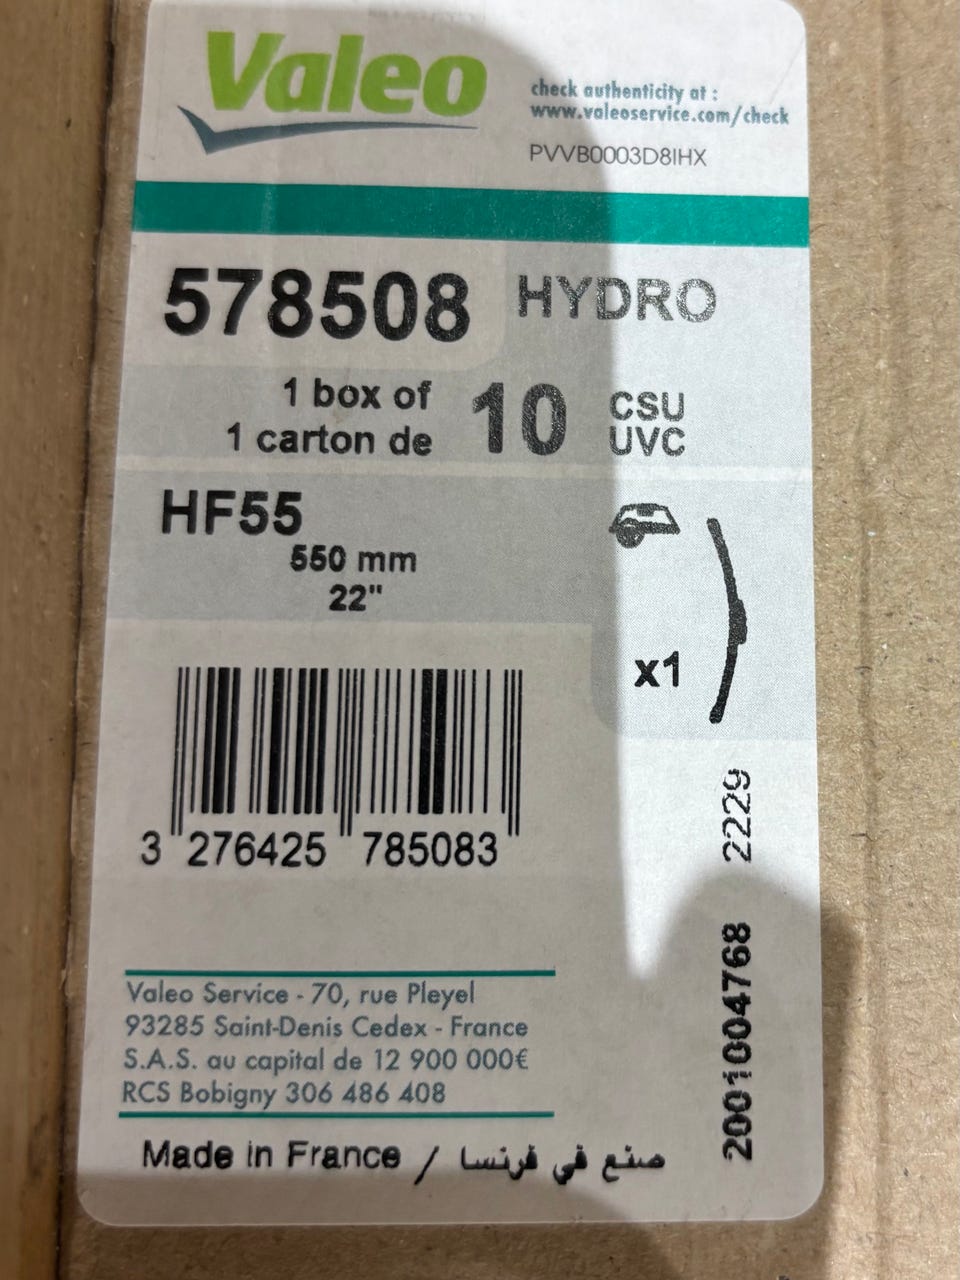 Valeo
check authenticity at :
www.valeoservice.com/check
PVVB0003D8IHX
578508 HYDRO
1 box of
1 carton de
10
CSU
UVC
HF55
550 mm
22"
x1
3 276425 785083
2229
2001004768
Valeo Service - 70, rue Pleyel
93285 Saint-Denis Cedex - France
S.A.S. au capital de 12 900 000€
RCS Bobigny 306 486 408
Made in France / صنع في فرنسا